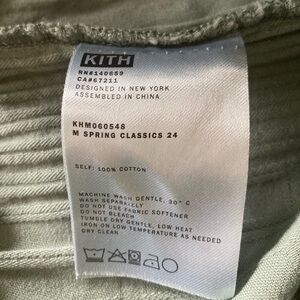 KITH
RN#140659
CA#67211
DESIGNED IN NEW YORK
ASSEMBLED IN CHINA
KHM060548
M SPRING CLASSICS 24
SELF: 100% COTTON
MACHINE WASH GENTLE, 30° C
WASH SEPARATELY
DO NOT USE FABRIC SOFTENER
DO NOT BLEACH
TUMBLE DRY GENTLE, LOW HEAT
IRON ON LOW TEMPERATURE AS NEEDED
DRY CLEAN